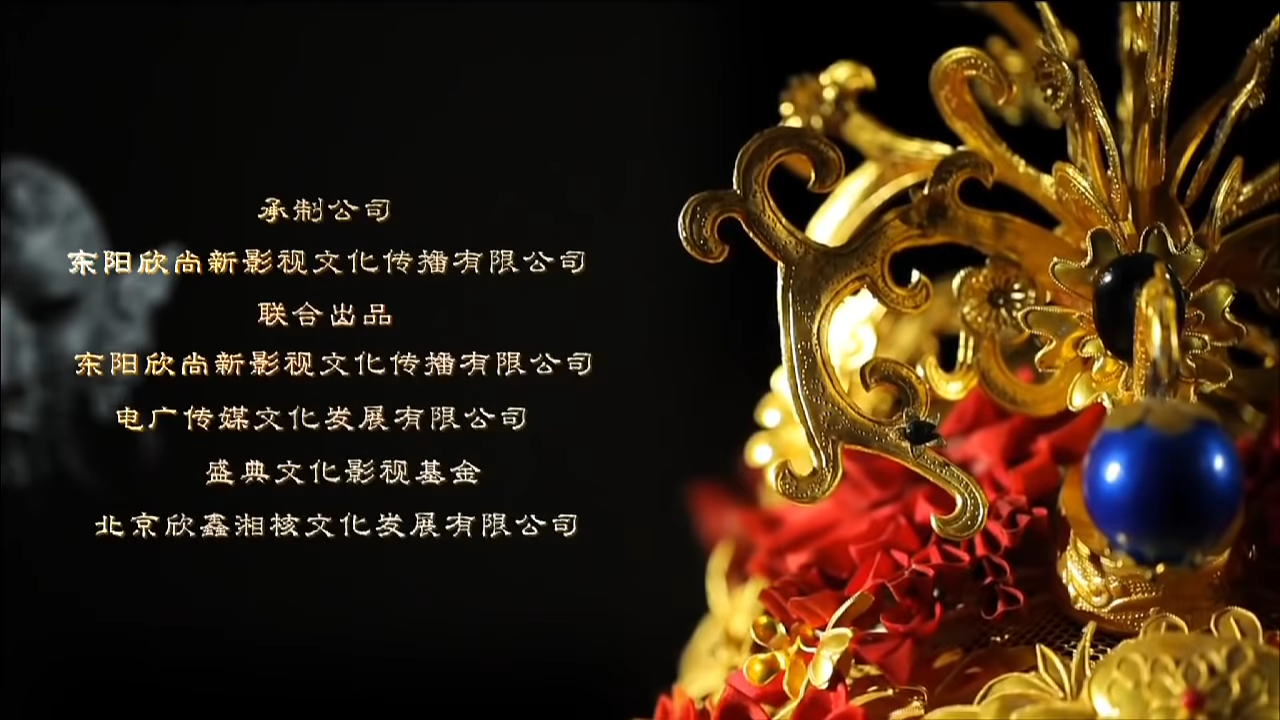 承制公司
东阳欣尚新影视文化传播有限公司
联合出品
东阳欣尚新影视文化传播有限公司
电广传媒文化发展有限公司
盛典文化影视基金
北京欣鑫湘核文化发展有限公司